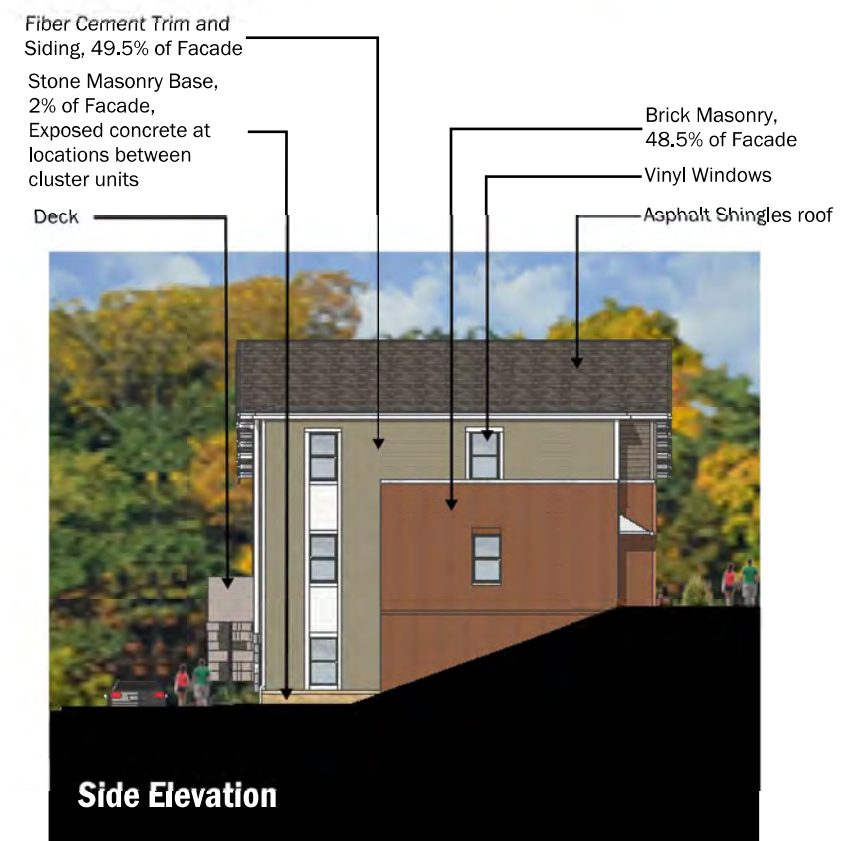 Fiber Cement Trim and
Siding, 49.5% of Facade
Stone Masonry Base,
2% of Facade,
Exposed concrete at
locations between
cluster units
Deck
Brick Masonry,
48.5% of Facade
Vinyl Windows
Asphalt Shingles roof
Side Elevation